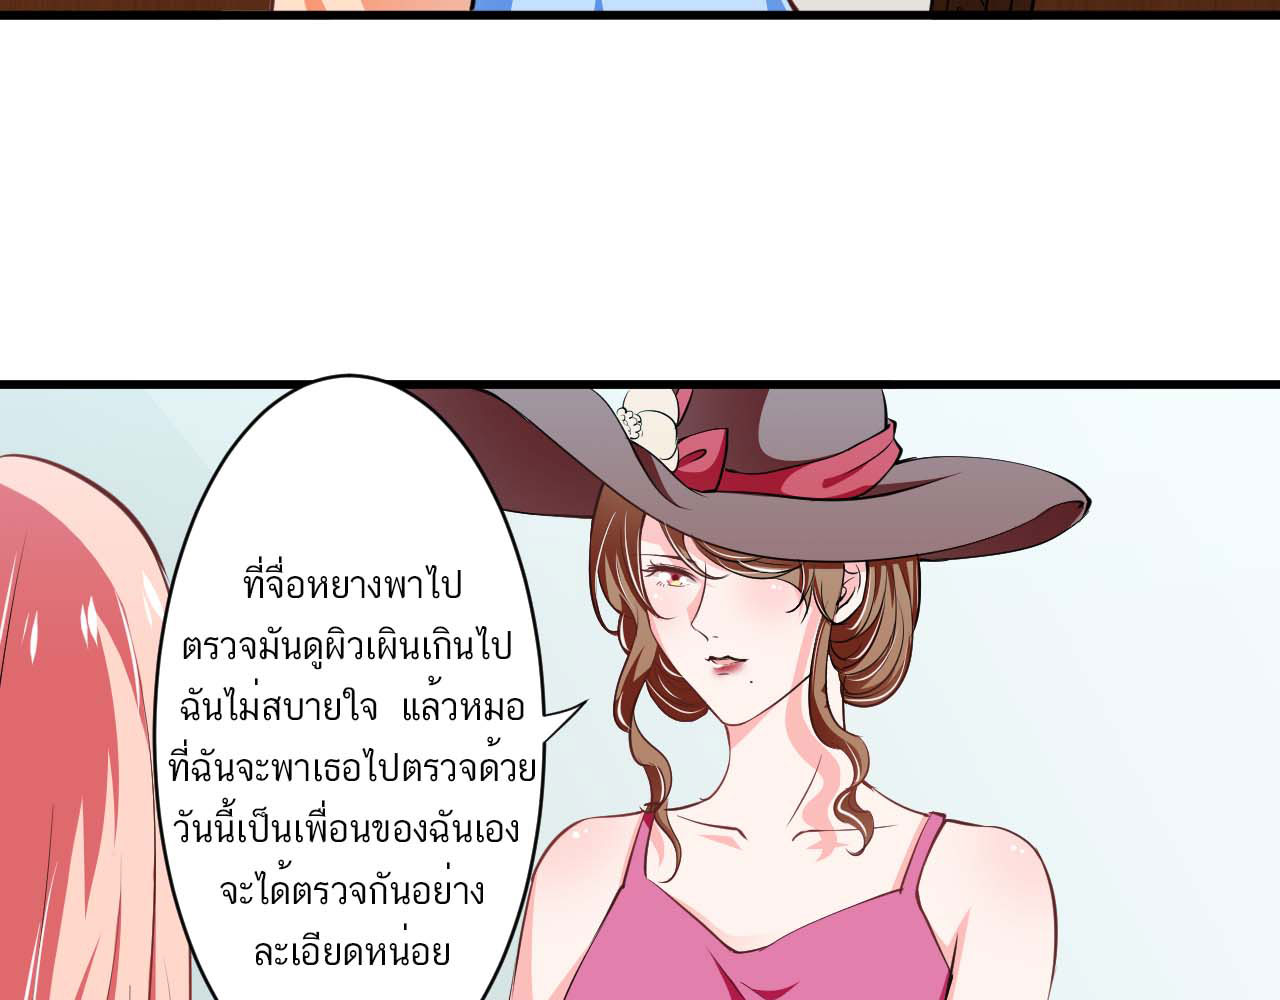 ที่จื่อหยางพาไป
ตรวจมันดูผิวเผินเกินไป
ฉันไม่สบายใจ แล้วหมอ
ที่ฉันจะพาเธอไปตรวจด้วย
วันนี้เป็นเพื่อนของฉันเอง
จะได้ตรวจกันอย่าง
ละเอียดหน่อย